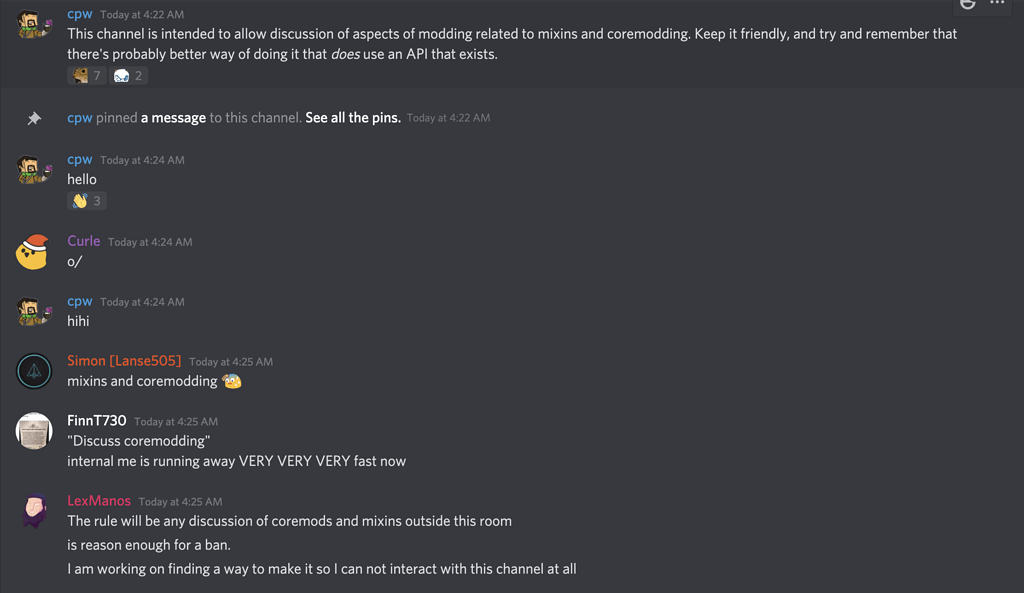 cpw Today at 4:22 AM
This channel is intended to allow discussion of aspects of modding related to mixins and coremodding. Keep it friendly, and try and remember that
there's probably better way of doing it that does use an API that exists.
7 2
cpw pinned a message to this channel. See all the pins. Today at 4:22 AM
cpw Today at 4:24 AM
hello
3
Curle Today at 4:24 AM
o/
cpw Today at 4:24 AM
hihi
Simon [Lanse505] Today at 4:25 AM
mixins and coremodding
FinnT730 Today at 4:25 AM
"Discuss coremodding"
internal me is running away VERY VERY VERY fast now
LexManos Today at 4:25 AM
The rule will be any discussion of coremods and mixins outside this room
is reason enough for a ban.
I am working on finding a way to make it so I can not interact with this channel at all